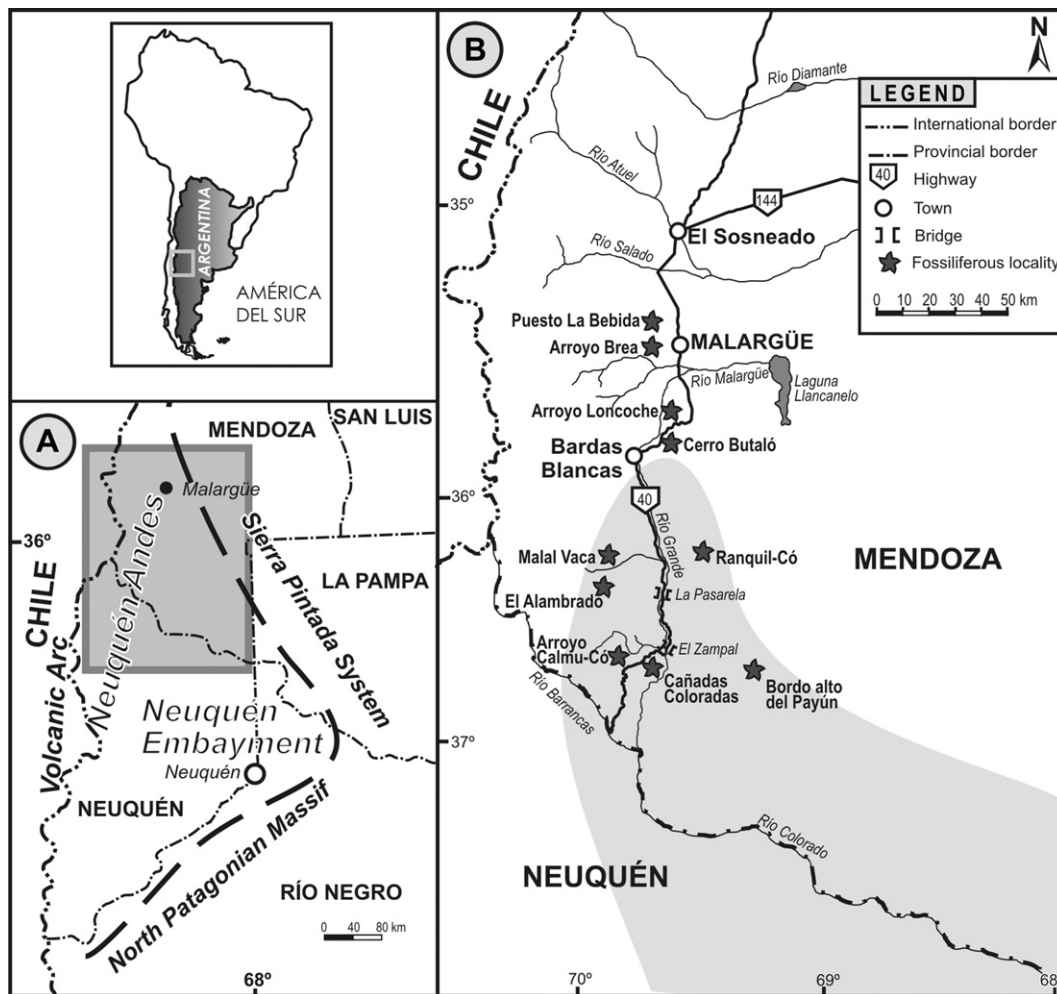 ARGENTINA
AMÉRICA
DEL SUR
A
SAN LUIS
MENDOZA
Malargüe
36º
CHILE
Neuquén Andes
Sierra Pintada System
LA PAMPA
Volcanic Arc
Neuquén
Embayment
Neuquén
NEUQUÉN
North Patagonian Massif
RÍO NEGRO
0 40 80 km
68º
B
N
CHILE
Río Diamante
LEGEND
International border
Provincial border
40
Highway
Town
Bridge
Fossiliferous locality
0 10 20 30 40 50 km
Río Atuel
35º
144
El Sosneado
Río Salado
Puesto La Bebida
MALARGÜE
Arroyo Brea
Río Malargüe
Laguna
Llancanelo
Arroyo Loncoche
Cerro Butaló
Bardas
Blancas
36º
40
Río Grande
MENDOZA
Malal Vaca
Ranquil-Có
El Alambrado
La Pasarela
Arroyo
Calmu-Có
El Zampal
Cañadas
Coloradas
Bordo alto
del Payún
Río Barrancas
37º
Río Colorado
NEUQUÉN
70º
69º
68